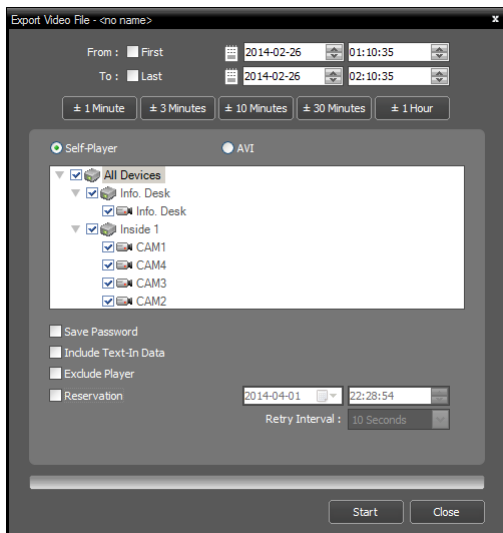 Export Video File - <no name> x
From : First 2014-02-26 01:10:35
To : Last 2014-02-26 02:10:35
± 1 Minute ± 3 Minutes ± 10 Minutes ± 30 Minutes ± 1 Hour
Self-Player AVI
All Devices
Info. Desk
Info. Desk
Inside 1
CAM1
CAM4
CAM3
CAM2
Save Password
Include Text-In Data
Exclude Player
Reservation 2014-04-01 22:28:54
Retry Interval : 10 Seconds
Start Close